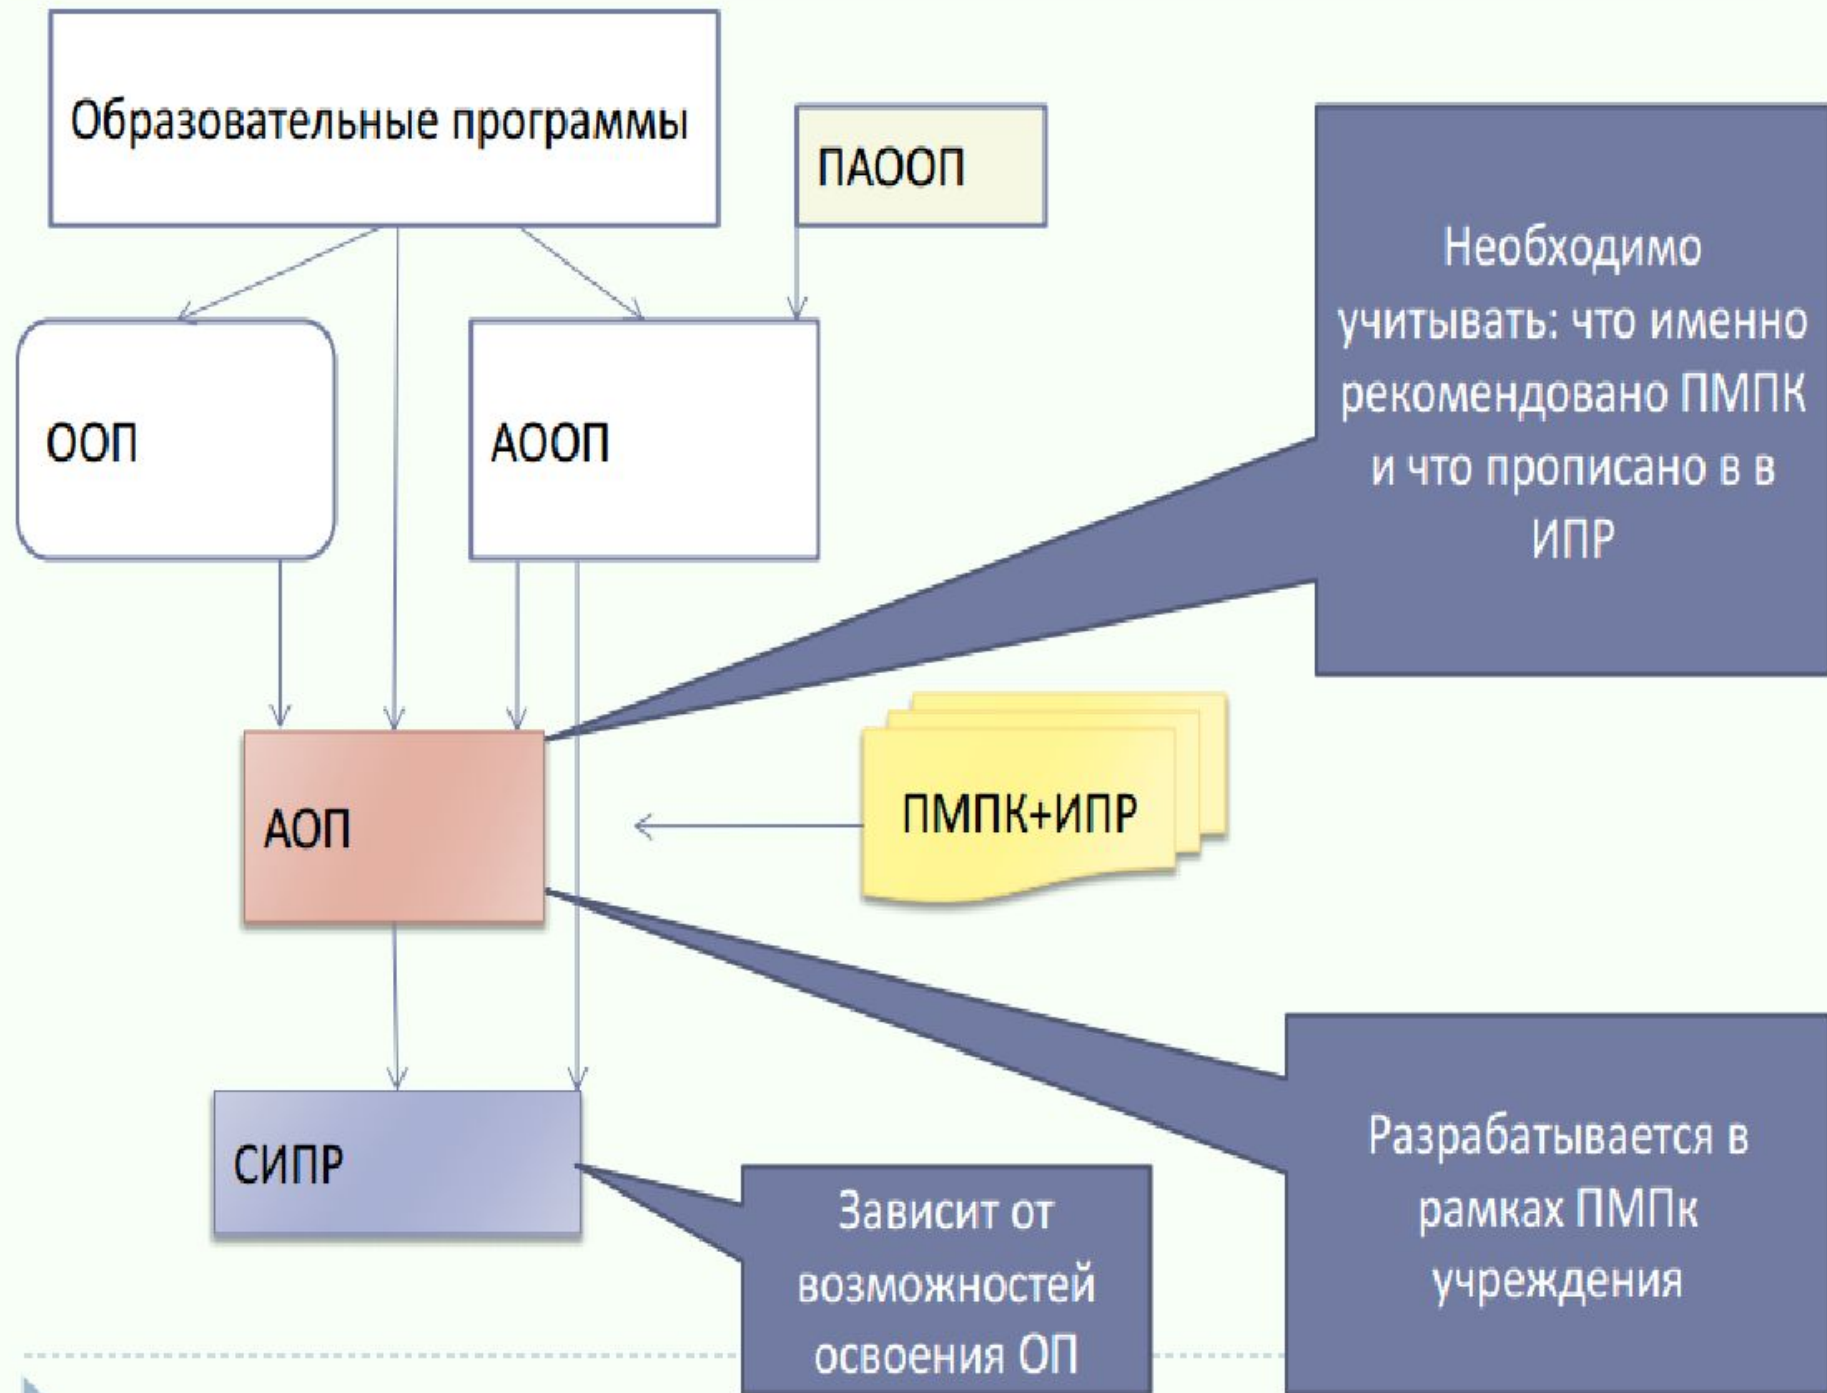 Образовательные программы
ПАООП
ООП
АООП
Необходимо
учитывать: что именно
рекомендовано ПМПК
и что прописано в в
ИПР
АОП
ПМПК+ИПР
СИПР
Зависит от
возможностей
освоения ОП
Разрабатывается в
рамках ПМПк
учреждения